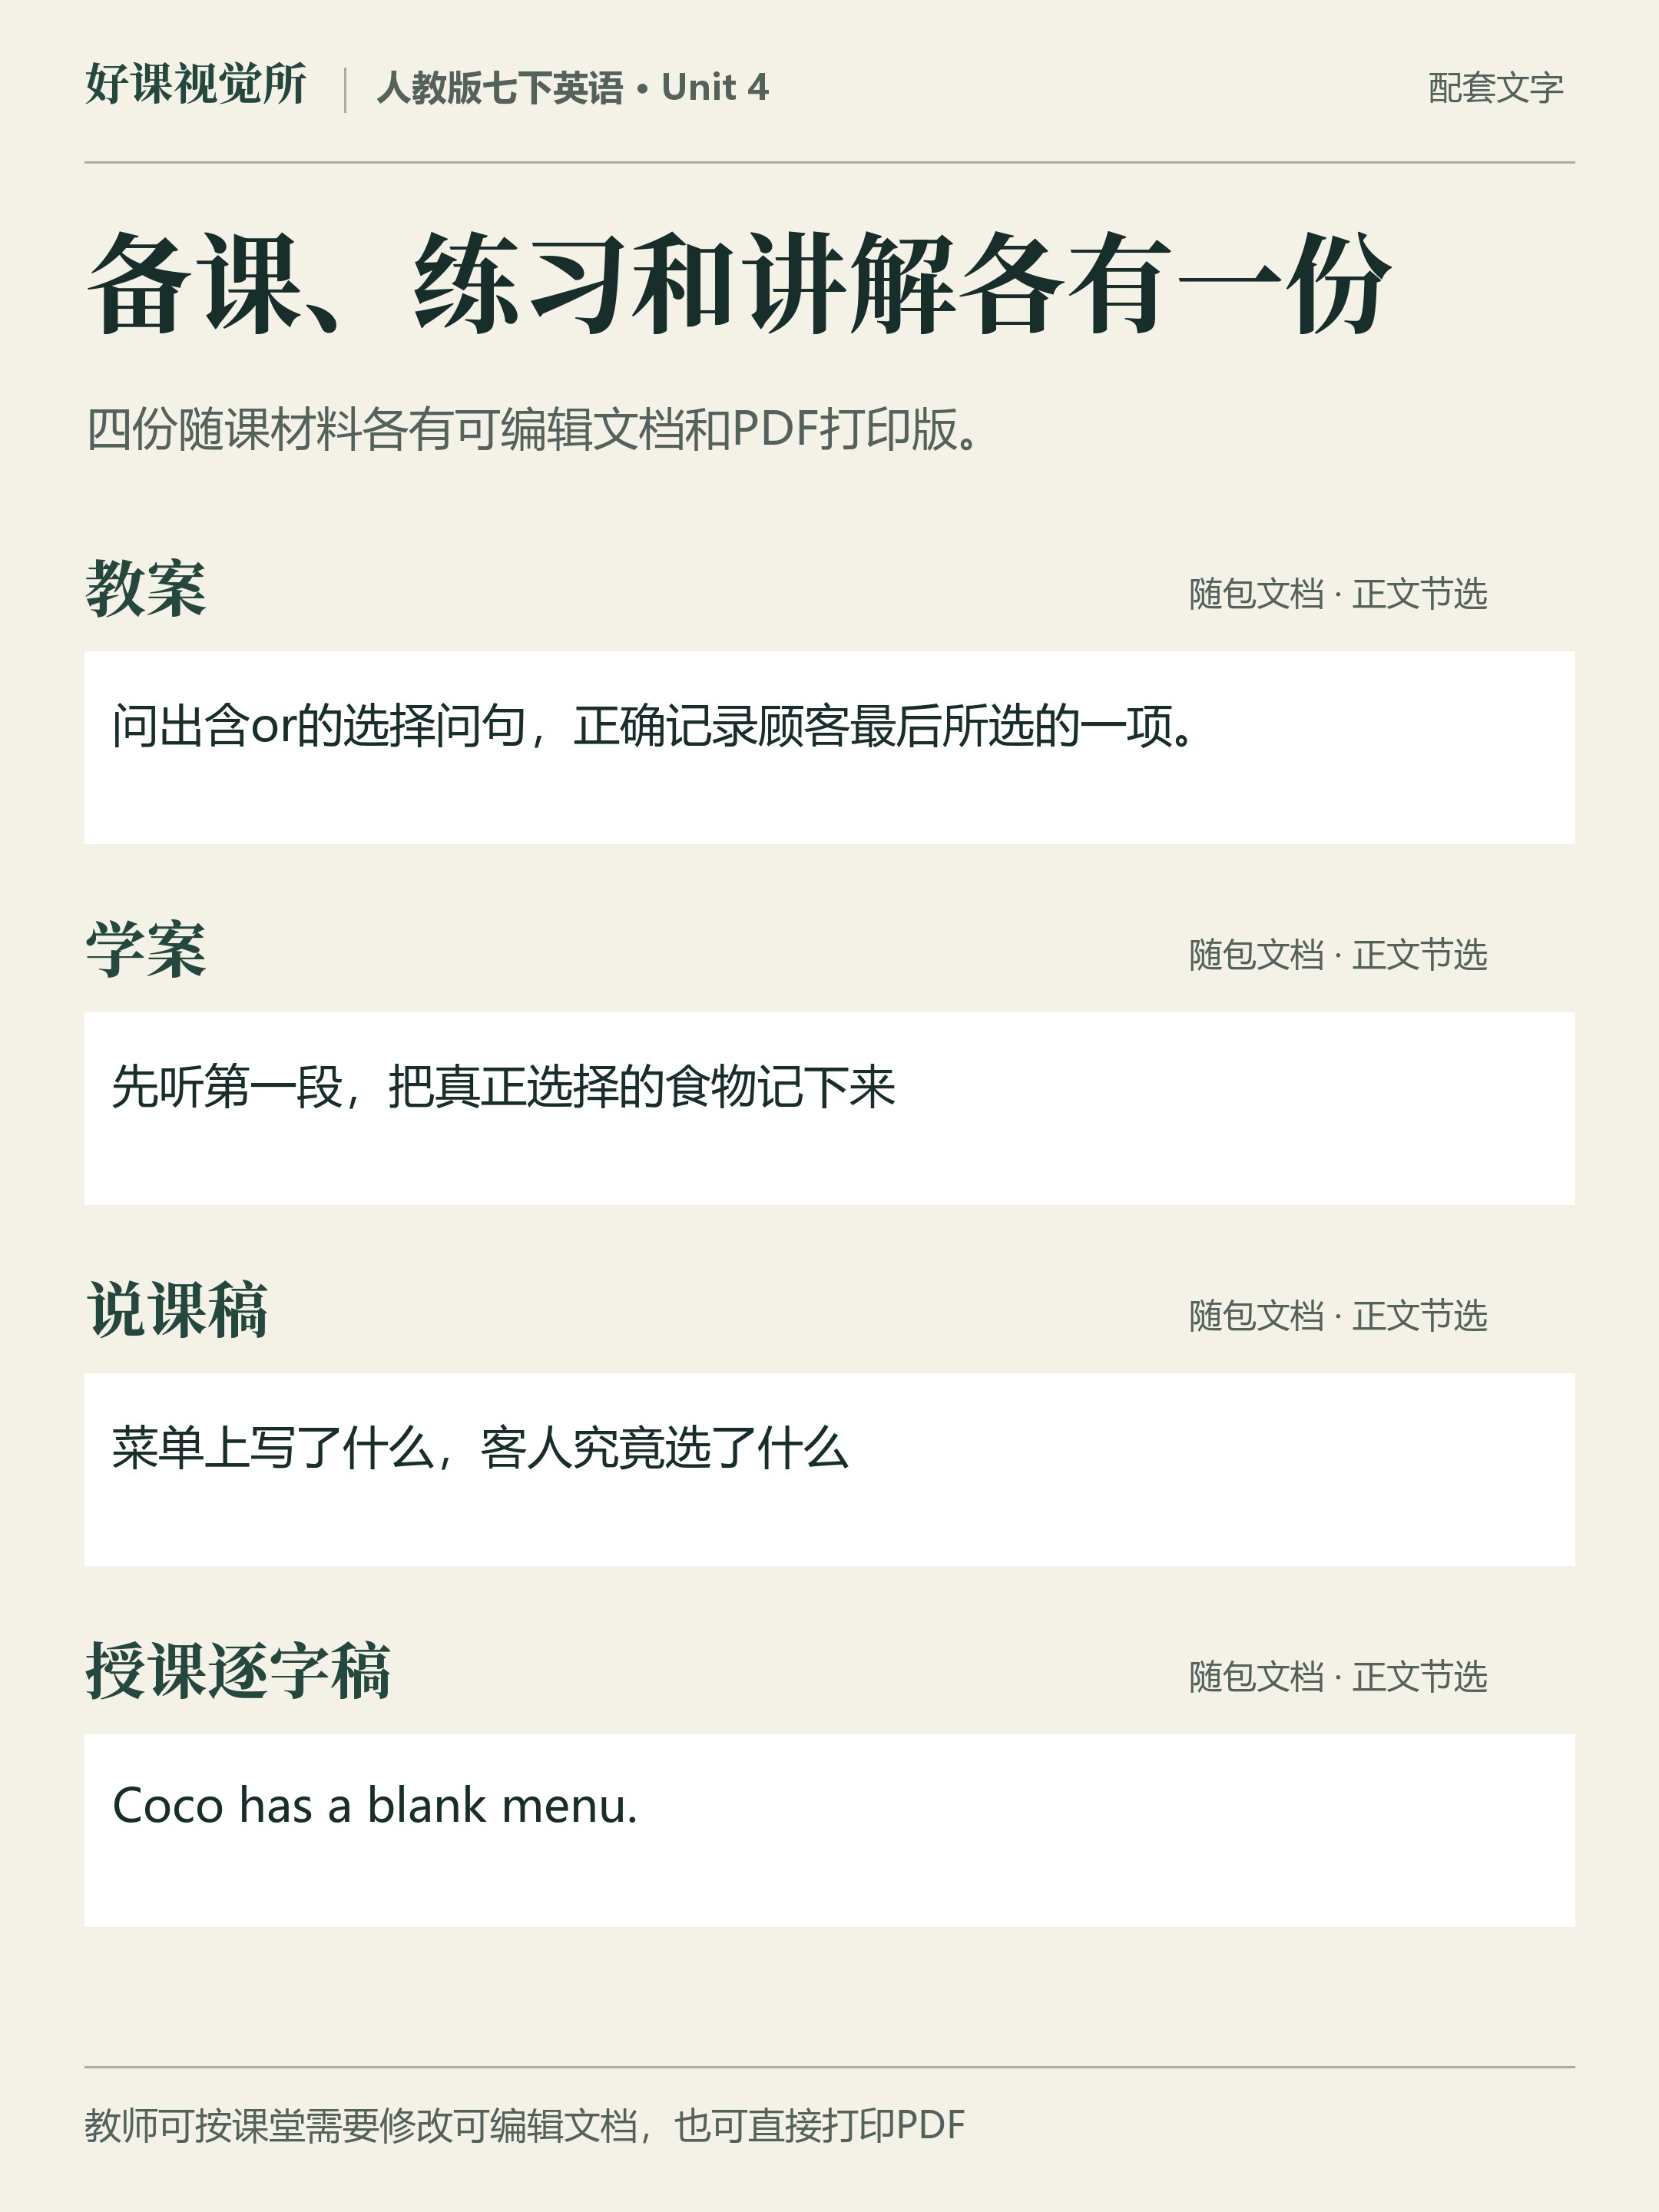 好课视觉所 人教版七下英语 • Unit 4 配套文字
备课、练习和讲解各有一份
四份随课材料各有可编辑文档和PDF打印版。
教案 随包文档 · 正文节选
问出含or的选择问句，正确记录顾客最后所选的一项。
学案 随包文档 · 正文节选
先听第一段，把真正选择的食物记下来
说课稿 随包文档 · 正文节选
菜单上写了什么，客人究竟选了什么
授课逐字稿 随包文档 · 正文节选
Coco has a blank menu.
教师可按课堂需要修改可编辑文档，也可直接打印PDF